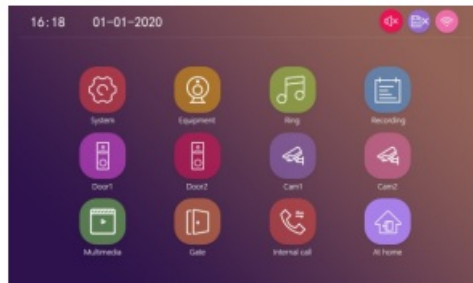 16:18 01-01-2020
System Equipment Ring Recording
Door1 Door2 Cam1 Cam2
Multimedia Gate Internal call At home